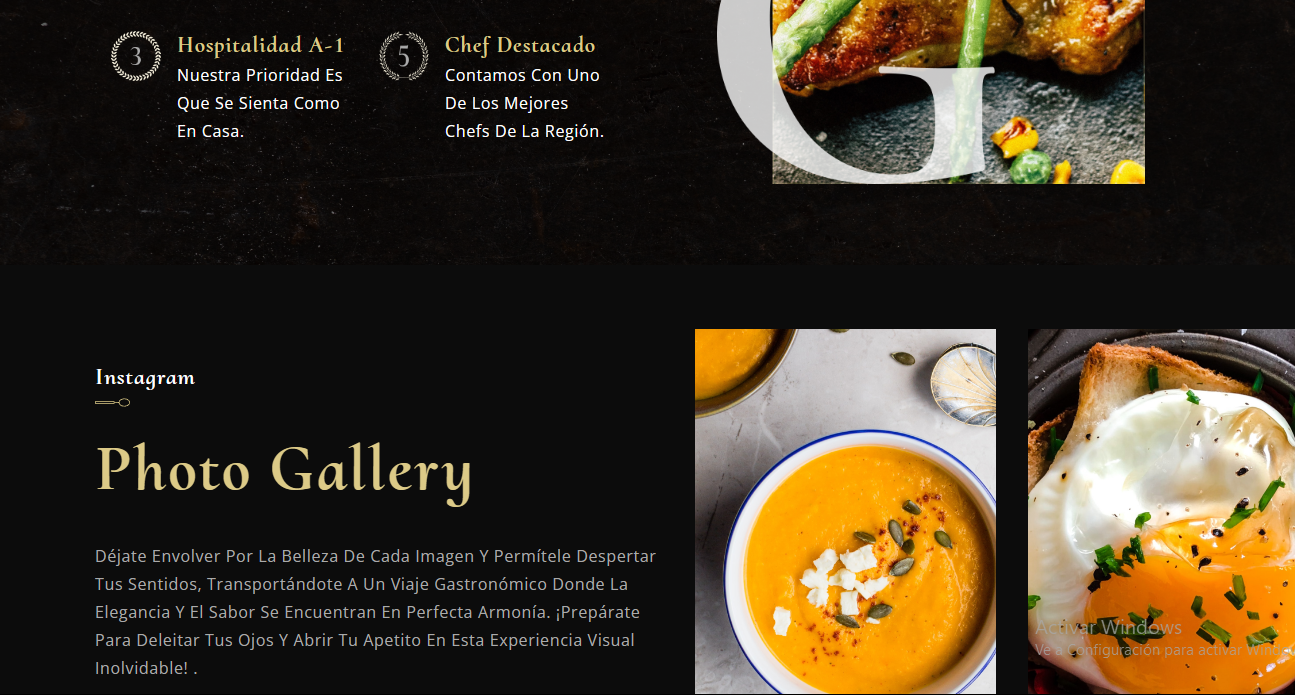 3
Hospitalidad A-1
Nuestra Prioridad Es
Que Se Sienta Como
En Casa.
5
Chef Destacado
Contamos Con Uno
De Los Mejores
Chefs De La Región.
G
Instagram
Photo Gallery
Déjate Envolver Por La Belleza De Cada Imagen Y Permítele Despertar
Tus Sentidos, Transportándote A Un Viaje Gastronómico Donde La
Elegancia Y El Sabor Se Encuentran En Perfecta Armonía. ¡Prepárate
Para Deleitar Tus Ojos Y Abrir Tu Apetito En Esta Experiencia Visual
Inolvidable! .
Activar Windows
Ve a Configuración para activar